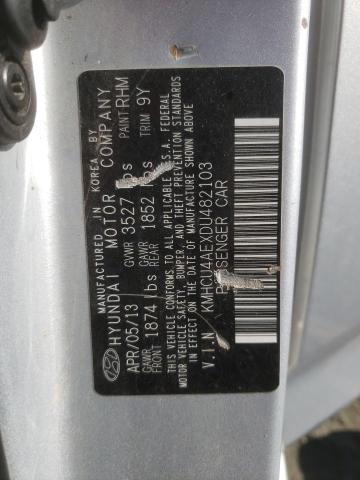 MFD. IN KOREA BY
HYUNDAI MOTOR COMPANY
APR/05/13 GVWR 3527 lbs PAINT RHM
GAWR FRONT 1874 lbs GAWR REAR 1852 lbs TRIM 9Y
THIS VEHICLE CONFORMS TO ALL APPLICABLE U.S.A. FEDERAL
MOTOR VEHICLE SAFETY, BUMPER, AND THEFT PREVENTION STANDARDS
IN EFFECT ON THE DATE OF MANUFACTURE SHOWN ABOVE.
V.I.N. KMHCU4AEXDU482103
PASSENGER CAR